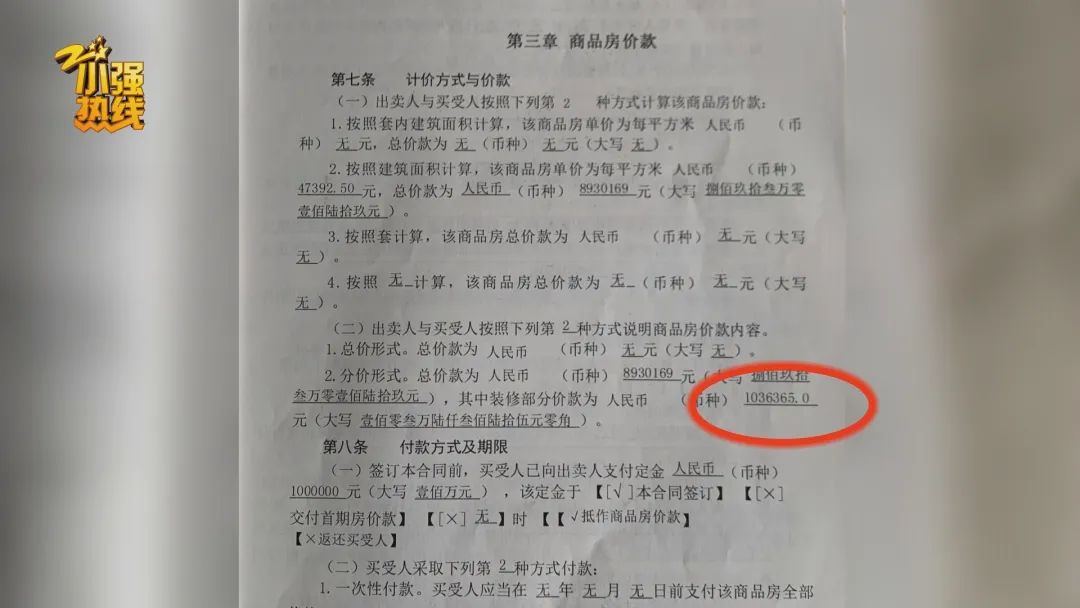 小强
热线
第三章 商品房价款
第七条 计价方式与价款
(一)出卖人与买受人按照下列第 2 种方式计算该商品房价款:
1.按照套内建筑面积计算,该商品房单价为每平方米 人民币 (币
种) 无 元,总价款为 无 (币种) 无 元(大写 无 )。
2.按照建筑面积计算,该商品房单价为每平方米 人民币 (币种)
47392.50 元,总价款为 人民币 (币种) 8930169 元(大写 捌佰玖拾叁万零
壹佰陆拾玖元 )。
3.按照套计算,该商品房总价款为 人民币 (币种) 无 元(大写
无 )。
4.按照 无 计算,该商品房总价款为 无 (币种) 无 元(大写
无 )。
(二)出卖人与买受人按照下列第 2 种方式说明商品房价款内容。
1.总价形式。总价款为 人民币 (币种) 无 元(大写 无 )。
2.分价形式。总价款为 人民币 (币种) 8930169 元(大写 捌佰玖拾
叁万零壹佰陆拾玖元 ),其中装修部分价款为 人民币 (币种) 1036365.0
元(大写 壹佰零叁万陆仟叁佰陆拾伍元零角 )。
第八条 付款方式及期限
(一)签订本合同前,买受人已向出卖人支付定金 人民币 (币种)
1000000 元(大写 壹佰万元 ),该定金于【[√]本合同签订】【[×]
交付首期房价款】【[×] 无 】时【【√抵作商品房价款】
【×返还买受人】
(二)买受人采取下列第 2 种方式付款:
1.一次性付款。买受人应当在 无 年 无 月 无 日前支付该商品房全部